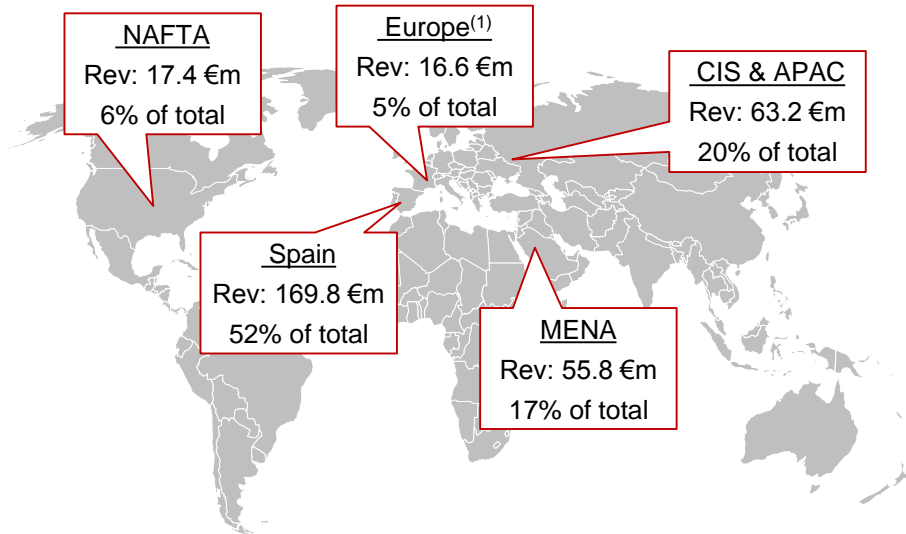 NAFTA
Rev: 17.4 €m
6% of total
Europe(1)
Rev: 16.6 €m
5% of total
CIS & APAC
Rev: 63.2 €m
20% of total
Spain
Rev: 169.8 €m
52% of total
MENA
Rev: 55.8 €m
17% of total